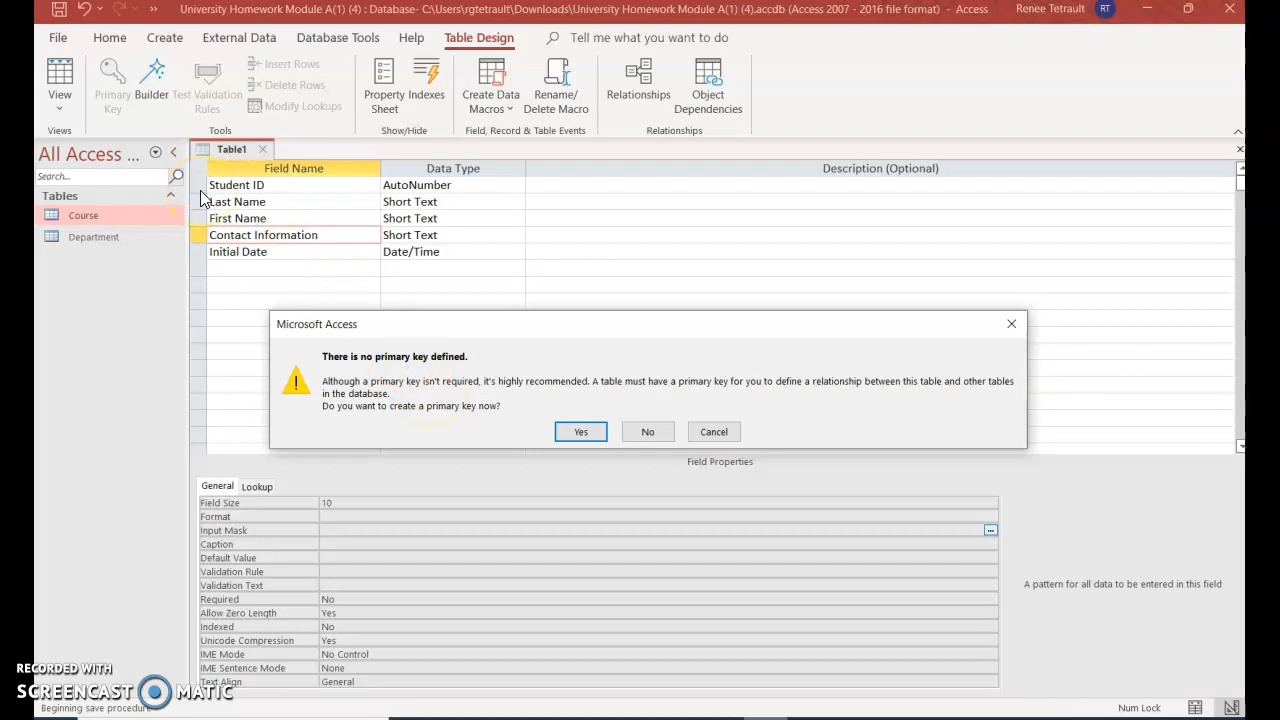 University Homework Module A(1) (4) : Database- C:\Users\rgtetrault\Downloads\University Homework Module A(1) (4).accdb (Access 2007 - 2016 file format) - Access
Renee Tetrault
RT
File Home Create External Data Database Tools Help Table Design Tell me what you want to do
View
Primary Key
Builder
Test Validation Rules
Insert Rows
Delete Rows
Modify Lookups
Property Sheet
Indexes
Create Data Macros
Rename/ Delete Macro
Relationships
Object Dependencies
Views
Tools
Show/Hide
Field, Record & Table Events
Relationships
All Access ...
Search...
Tables
Course
Department
Table1
Field Name Data Type Description (Optional)
Student ID AutoNumber
Last Name Short Text
First Name Short Text
Contact Information Short Text
Initial Date Date/Time
Microsoft Access
There is no primary key defined.
Although a primary key isn't required, it's highly recommended. A table must have a primary key for you to define a relationship between this table and other tables
in the database.
Do you want to create a primary key now?
Yes No Cancel
Field Properties
General Lookup
Field Size 10
Format
Input Mask
...
Caption
Default Value
Validation Rule
Validation Text
Required No
Allow Zero Length Yes
Indexed No
Unicode Compression Yes
IME Mode No Control
IME Sentence Mode None
Text Align General
A pattern for all data to be entered in this field
RECORDED WITH
SCREENCAST MATIC
Beginning save procedure
Num Lock